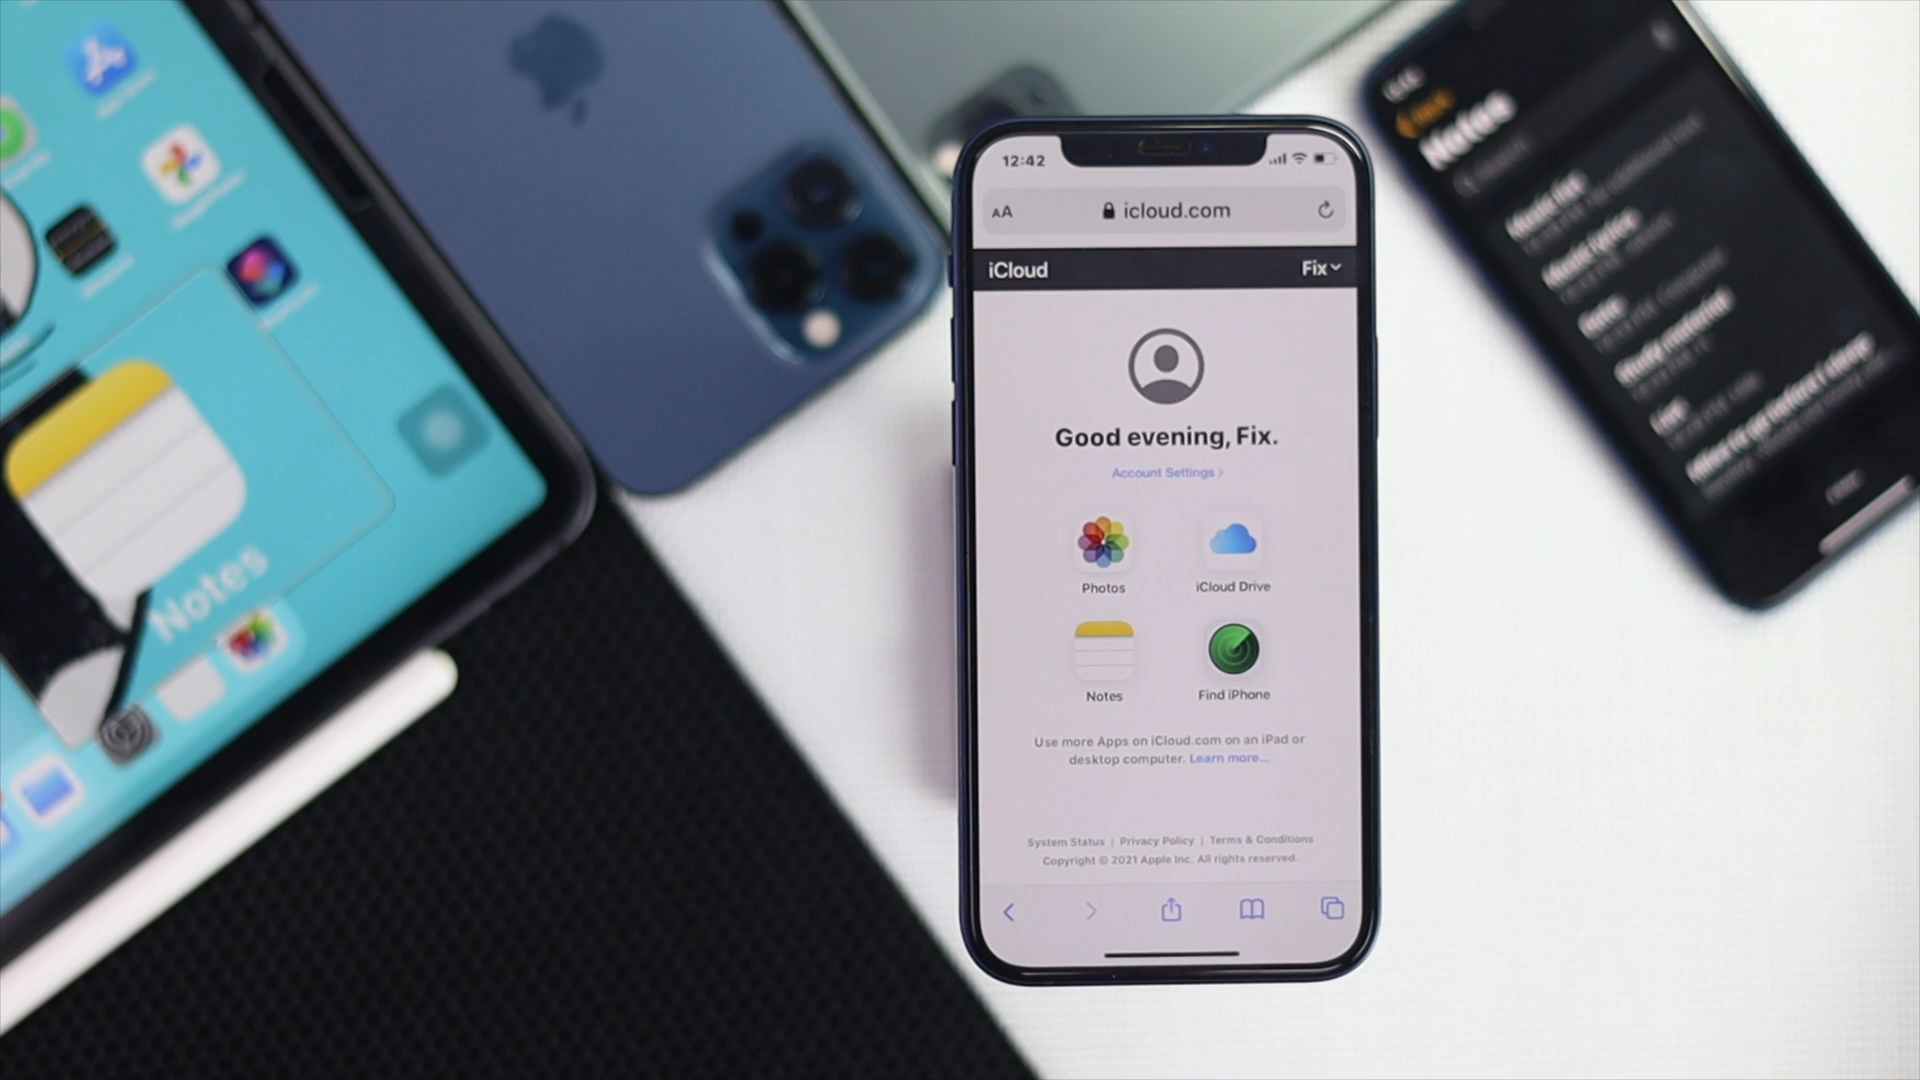 12:42
AA
icloud.com
iCloud
Fix
Good evening, Fix.
Account Settings >
Photos
iCloud Drive
Notes
Find iPhone
Use more Apps on iCloud.com on an iPad or
desktop computer. Learn more...
System Status | Privacy Policy | Terms & Conditions
Copyright © 2021 Apple Inc. All rights reserved.
Notes
Notes
Study material